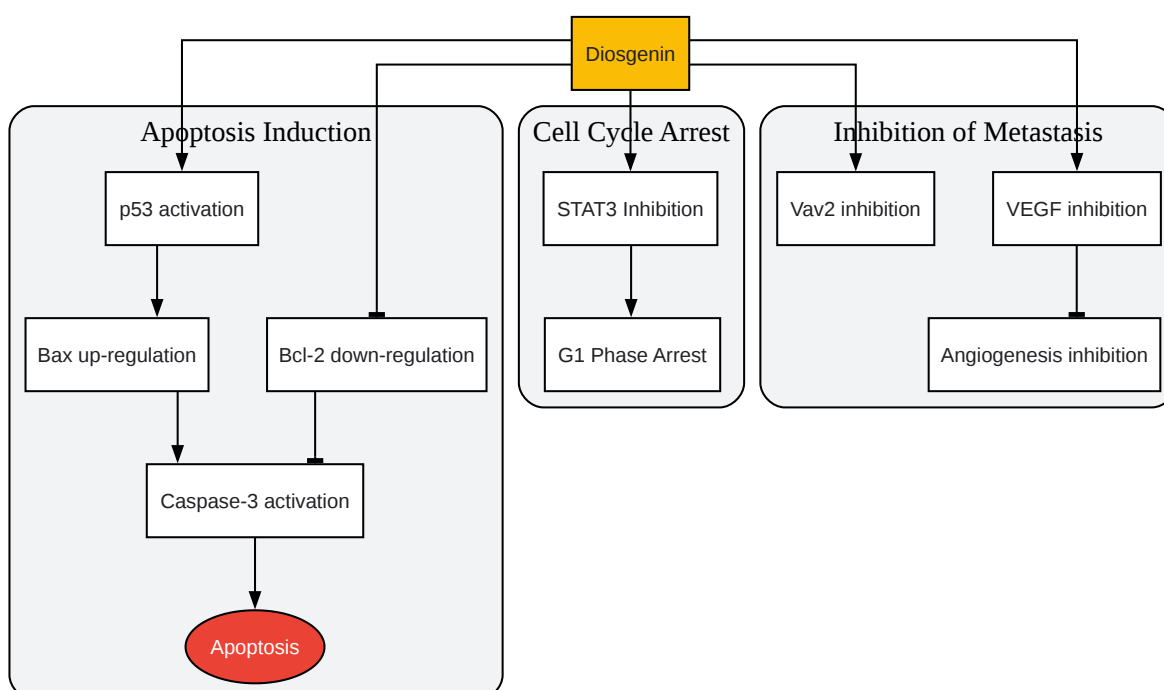 Diosgenin
Apoptosis Induction
Cell Cycle Arrest
Inhibition of Metastasis
p53 activation
STAT3 Inhibition
Vav2 inhibition
VEGF inhibition
Bax up-regulation
Bcl-2 down-regulation
G1 Phase Arrest
Angiogenesis inhibition
Caspase-3 activation
Apoptosis